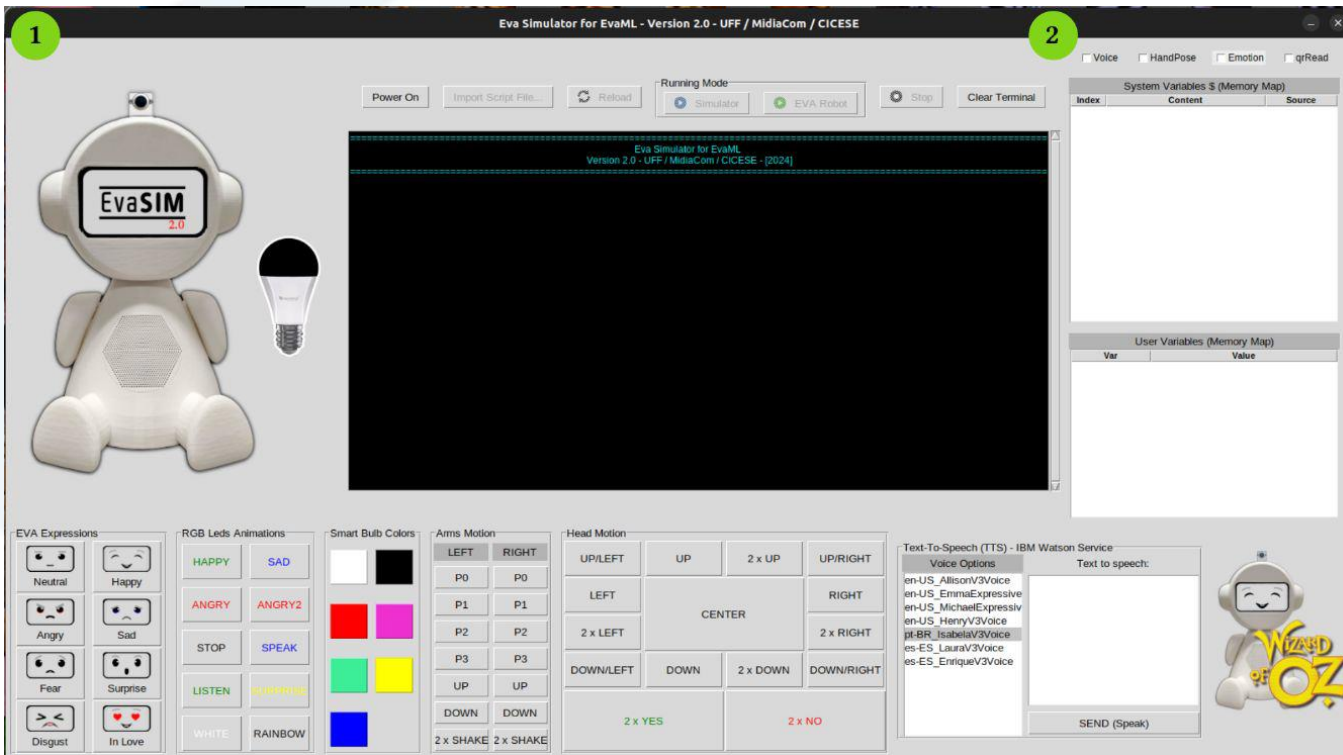 1
Eva Simulator for EvaML - Version 2.0 - UFF / MidiaCom / CICESE
2
Voice HandPose Emotion qrRead
Power On Import Script File... Reload Running Mode Simulator EVA Robot Stop Clear Terminal
System Variables $ (Memory Map)
Index Content Source
Eva Simulator for EvaML
Version 2.0 - UFF / MidiaCom / CICESE - [2024]
EvaSIM
2.0
User Variables (Memory Map)
Var Value
EVA Expressions
Neutral Happy
Angry Sad
Fear Surprise
Disgust In Love
RGB Leds Animations
HAPPY SAD
ANGRY ANGRY2
STOP SPEAK
LISTEN SURPRISE
WHITE RAINBOW
Smart Bulb Colors
Arms Motion
LEFT RIGHT
P0 P0
P1 P1
P2 P2
P3 P3
UP UP
DOWN DOWN
2 x SHAKE 2 x SHAKE
Head Motion
UP/LEFT UP 2 x UP UP/RIGHT
LEFT CENTER RIGHT
2 x LEFT 2 x RIGHT
DOWN/LEFT DOWN 2 x DOWN DOWN/RIGHT
2 x YES 2 x NO
Text-To-Speech (TTS) - IBM Watson Service
Voice Options
en-US_AllisonV3Voice
en-US_EmmaExpressive
en-US_MichaelExpressiv
en-US_HenryV3Voice
pt-BR_IsabelaV3Voice
es-ES_LauraV3Voice
es-ES_EnriqueV3Voice
Text to speech:
SEND (Speak)
WIZARD
OF OZ